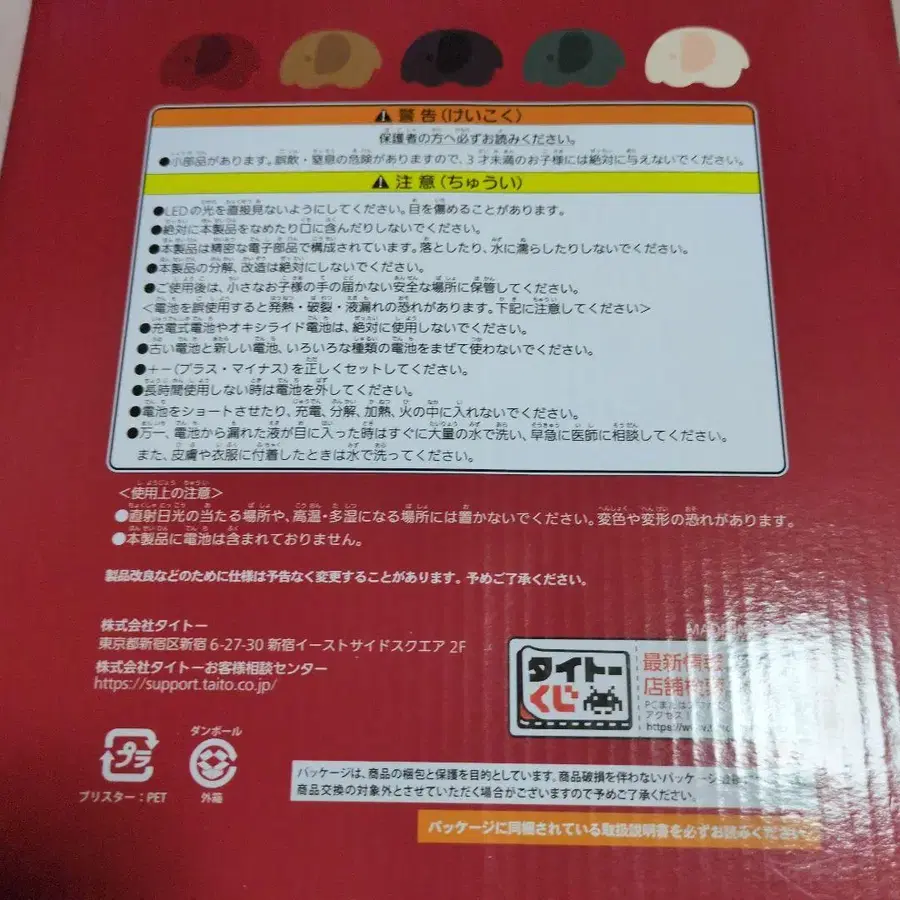 警告(けいこく)
保護者の方へ必ずお読みください。
●小部品があります。誤飲・窒息の危険がありますので、3才未満のお子様には絶対に与えないでください。
注意(ちゅうい)
●LEDの光を直接見ないようにしてください。目を傷めることがあります。
●絶対に本製品をなめたり口に含んだりしないでください。
●本製品は精密な電子部品で構成されています。落としたり、水に濡らしたりしないでください。
●本製品の分解、改造は絶対にしないでください。
●ご使用後は、小さなお子様の手の届かない安全な場所に保管してください。
<電池を誤使用すると発熱・破裂・液漏れの恐れがあります。下記に注意してください>
●充電式電池やオキシライド電池は、絶対に使用しないでください。
●古い電池と新しい電池、いろいろな種類の電池をまぜて使わないでください。
●+-(プラス・マイナス)を正しくセットしてください。
●長時間使用しない時は電池を外してください。
●電池をショートさせたり、充電、分解、加熱、火の中に入れないでください。
●万一、電池から漏れた液が目に入った時はすぐに大量の水で洗い、早急に医師に相談してください。
また、皮膚や衣服に付着したときは水で洗ってください。
<使用上の注意>
●直射日光の当たる場所や、高温・多湿になる場所には置かないでください。変色や変形の恐れがあります。
●本製品に電池は含まれておりません。
製品改良などのために仕様は予告なく変更することがあります。予めご了承ください。
株式会社タイトー
東京都新宿区新宿 6-27-30 新宿イーストサイドスクエア 2F
株式会社タイトーお客様相談センター
https://support.taito.co.jp/
タイトー
くじ
最新情報
店舗検索
PCまたは
アクセス
https://www
プラ
ブリスター：PET
ダンボール
外箱
パッケージは、商品の梱包と保護を目的としています。商品破損を伴わないパッケージ
商品交換の対象外とさせていただく場合がございますので予めご了承ください。
パッケージに同梱されている取扱説明書を必ずお読みください